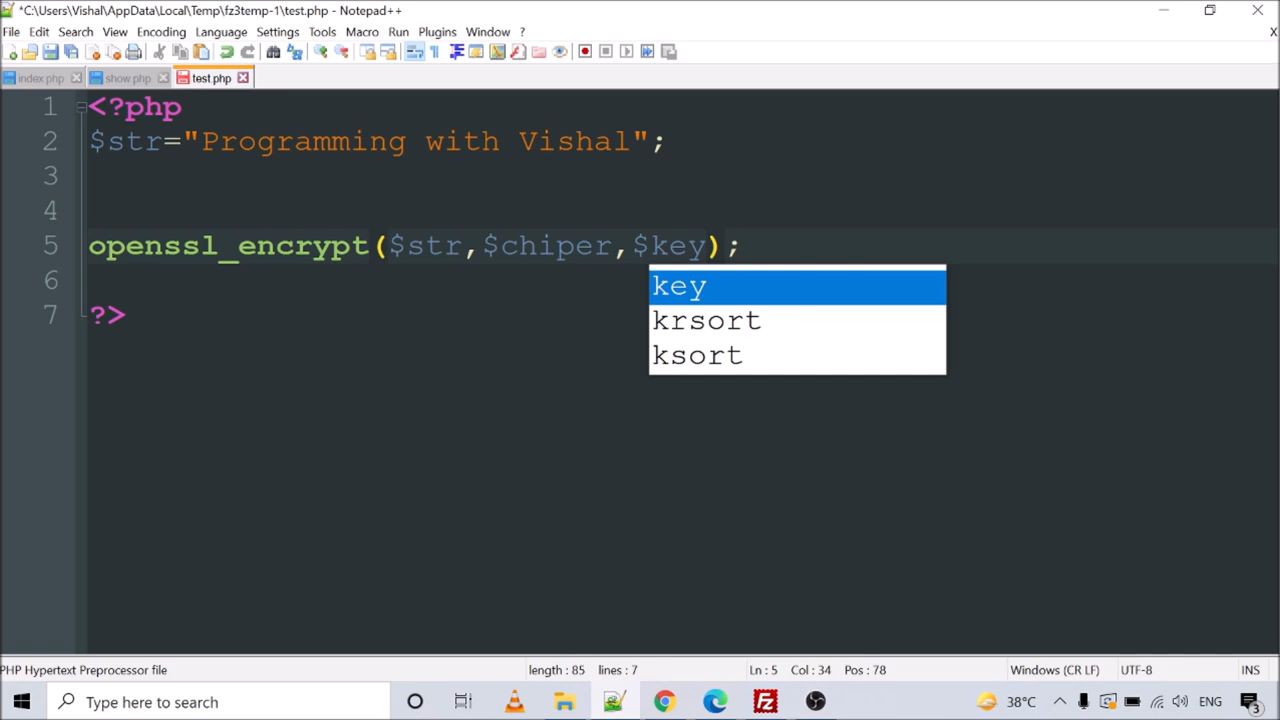 *C:\Users\Vishal\AppData\Local\Temp\fz3temp-1\test.php - Notepad++
File Edit Search View Encoding Language Settings Tools Macro Run Plugins Window ? X
index.php show.php test.php
1 <?php
2 $str="Programming with Vishal";
3
4
5 openssl_encrypt($str,$chiper,$key);
6
7 ?>
key
krsort
ksort
PHP Hypertext Preprocessor file length : 85 lines : 7 Ln : 5 Col : 34 Pos : 78 Windows (CR LF) UTF-8 INS
Type here to search 38°C ENG 3